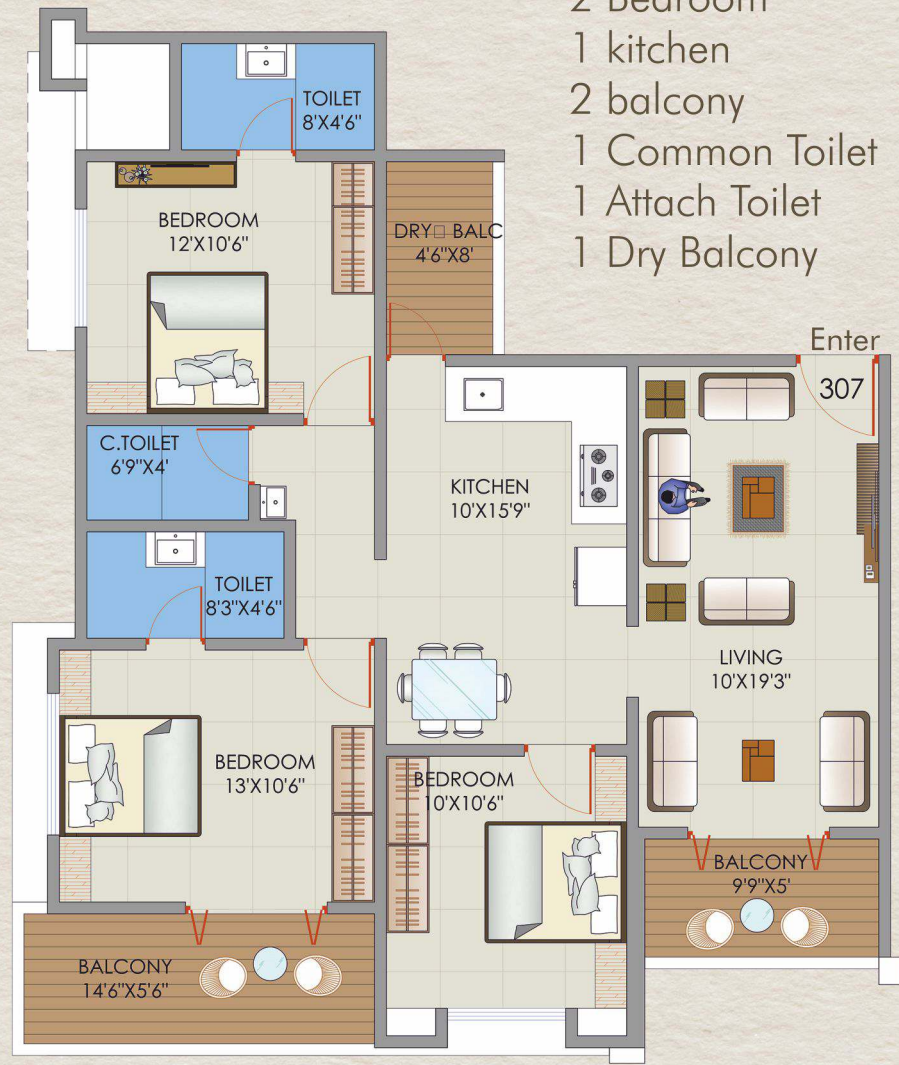 2 Bedroom
1 kitchen
2 balcony
1 Common Toilet
1 Attach Toilet
1 Dry Balcony
TOILET
8'X4'6"
BEDROOM
12'X10'6"
DRY□ BALC
4'6"X8'
Enter
307
C.TOILET
6'9"X4'
KITCHEN
10'X15'9"
TOILET
8'3"X4'6"
LIVING
10'X19'3"
BEDROOM
13'X10'6"
BEDROOM
10'X10'6"
BALCONY
9'9"X5'
BALCONY
14'6"X5'6"